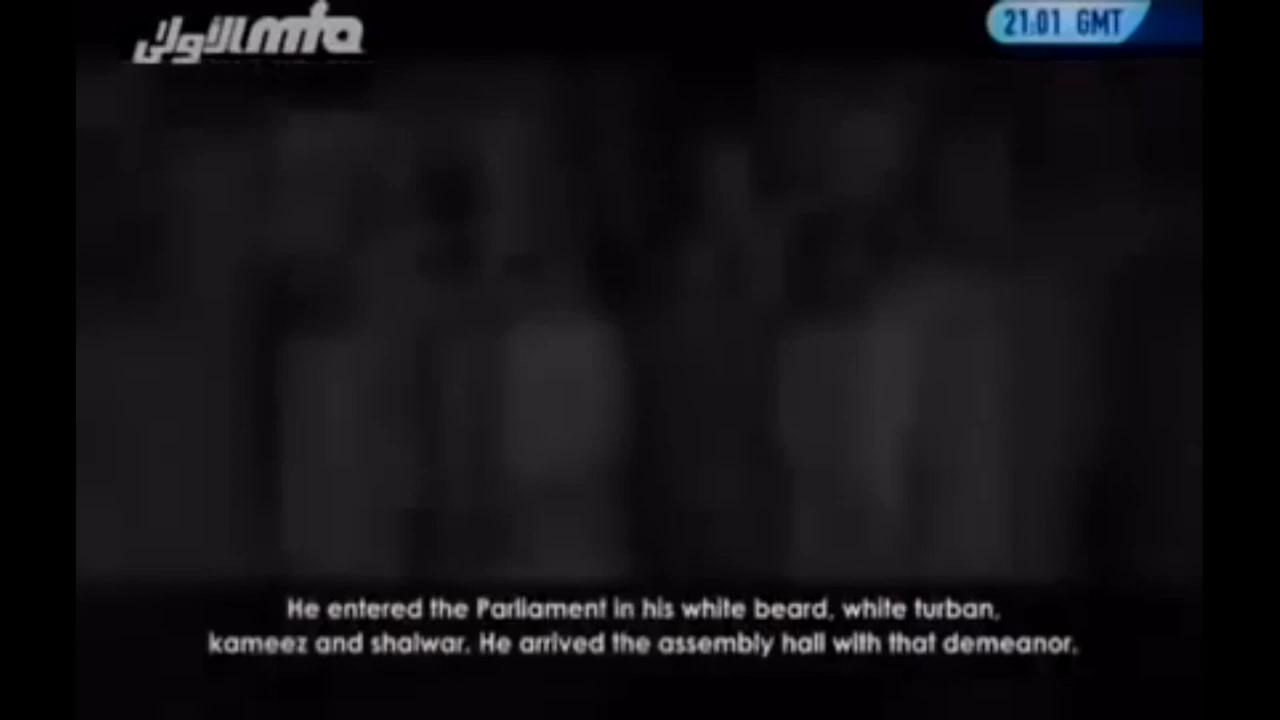 mta الاولى
21:01 GMT
He entered the Parliament in his white beard, white turban,
kameez and shalwar. He arrived the assembly hall with that demeanor.